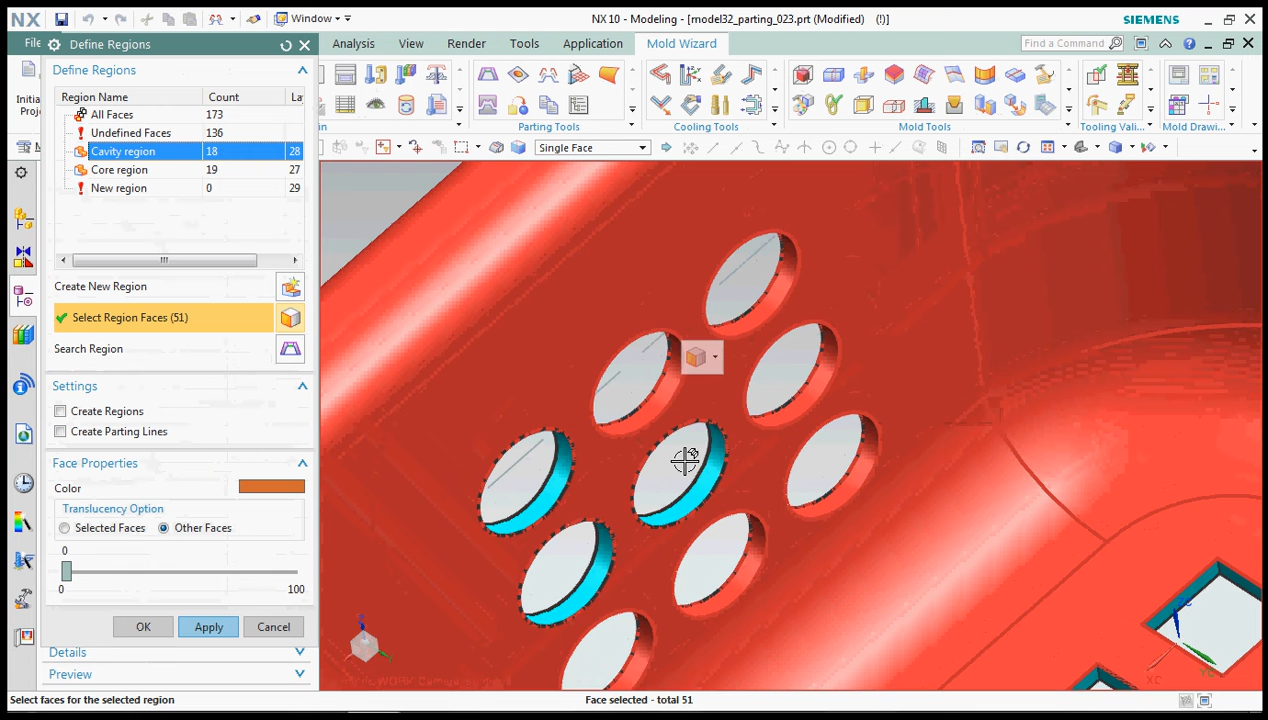 NX
Window
NX 10 - Modeling - [model32_parting_023.prt (Modified) (!)]
SIEMENS
File
Define Regions
Analysis
View
Render
Tools
Application
Mold Wizard
Find a Command
Define Regions
Region Name
Count
La
All Faces
173
Undefined Faces
136
Cavity region
18
28
Core region
19
27
New region
0
29
Parting Tools
Cooling Tools
Mold Tools
Tooling Vali...
Mold Drawi...
Single Face
Create New Region
Select Region Faces (51)
Search Region
Settings
Create Regions
Create Parting Lines
Face Properties
Color
Translucency Option
Selected Faces
Other Faces
0
0
100
OK
Apply
Cancel
Details
Preview
Select faces for the selected region
Face selected - total 51